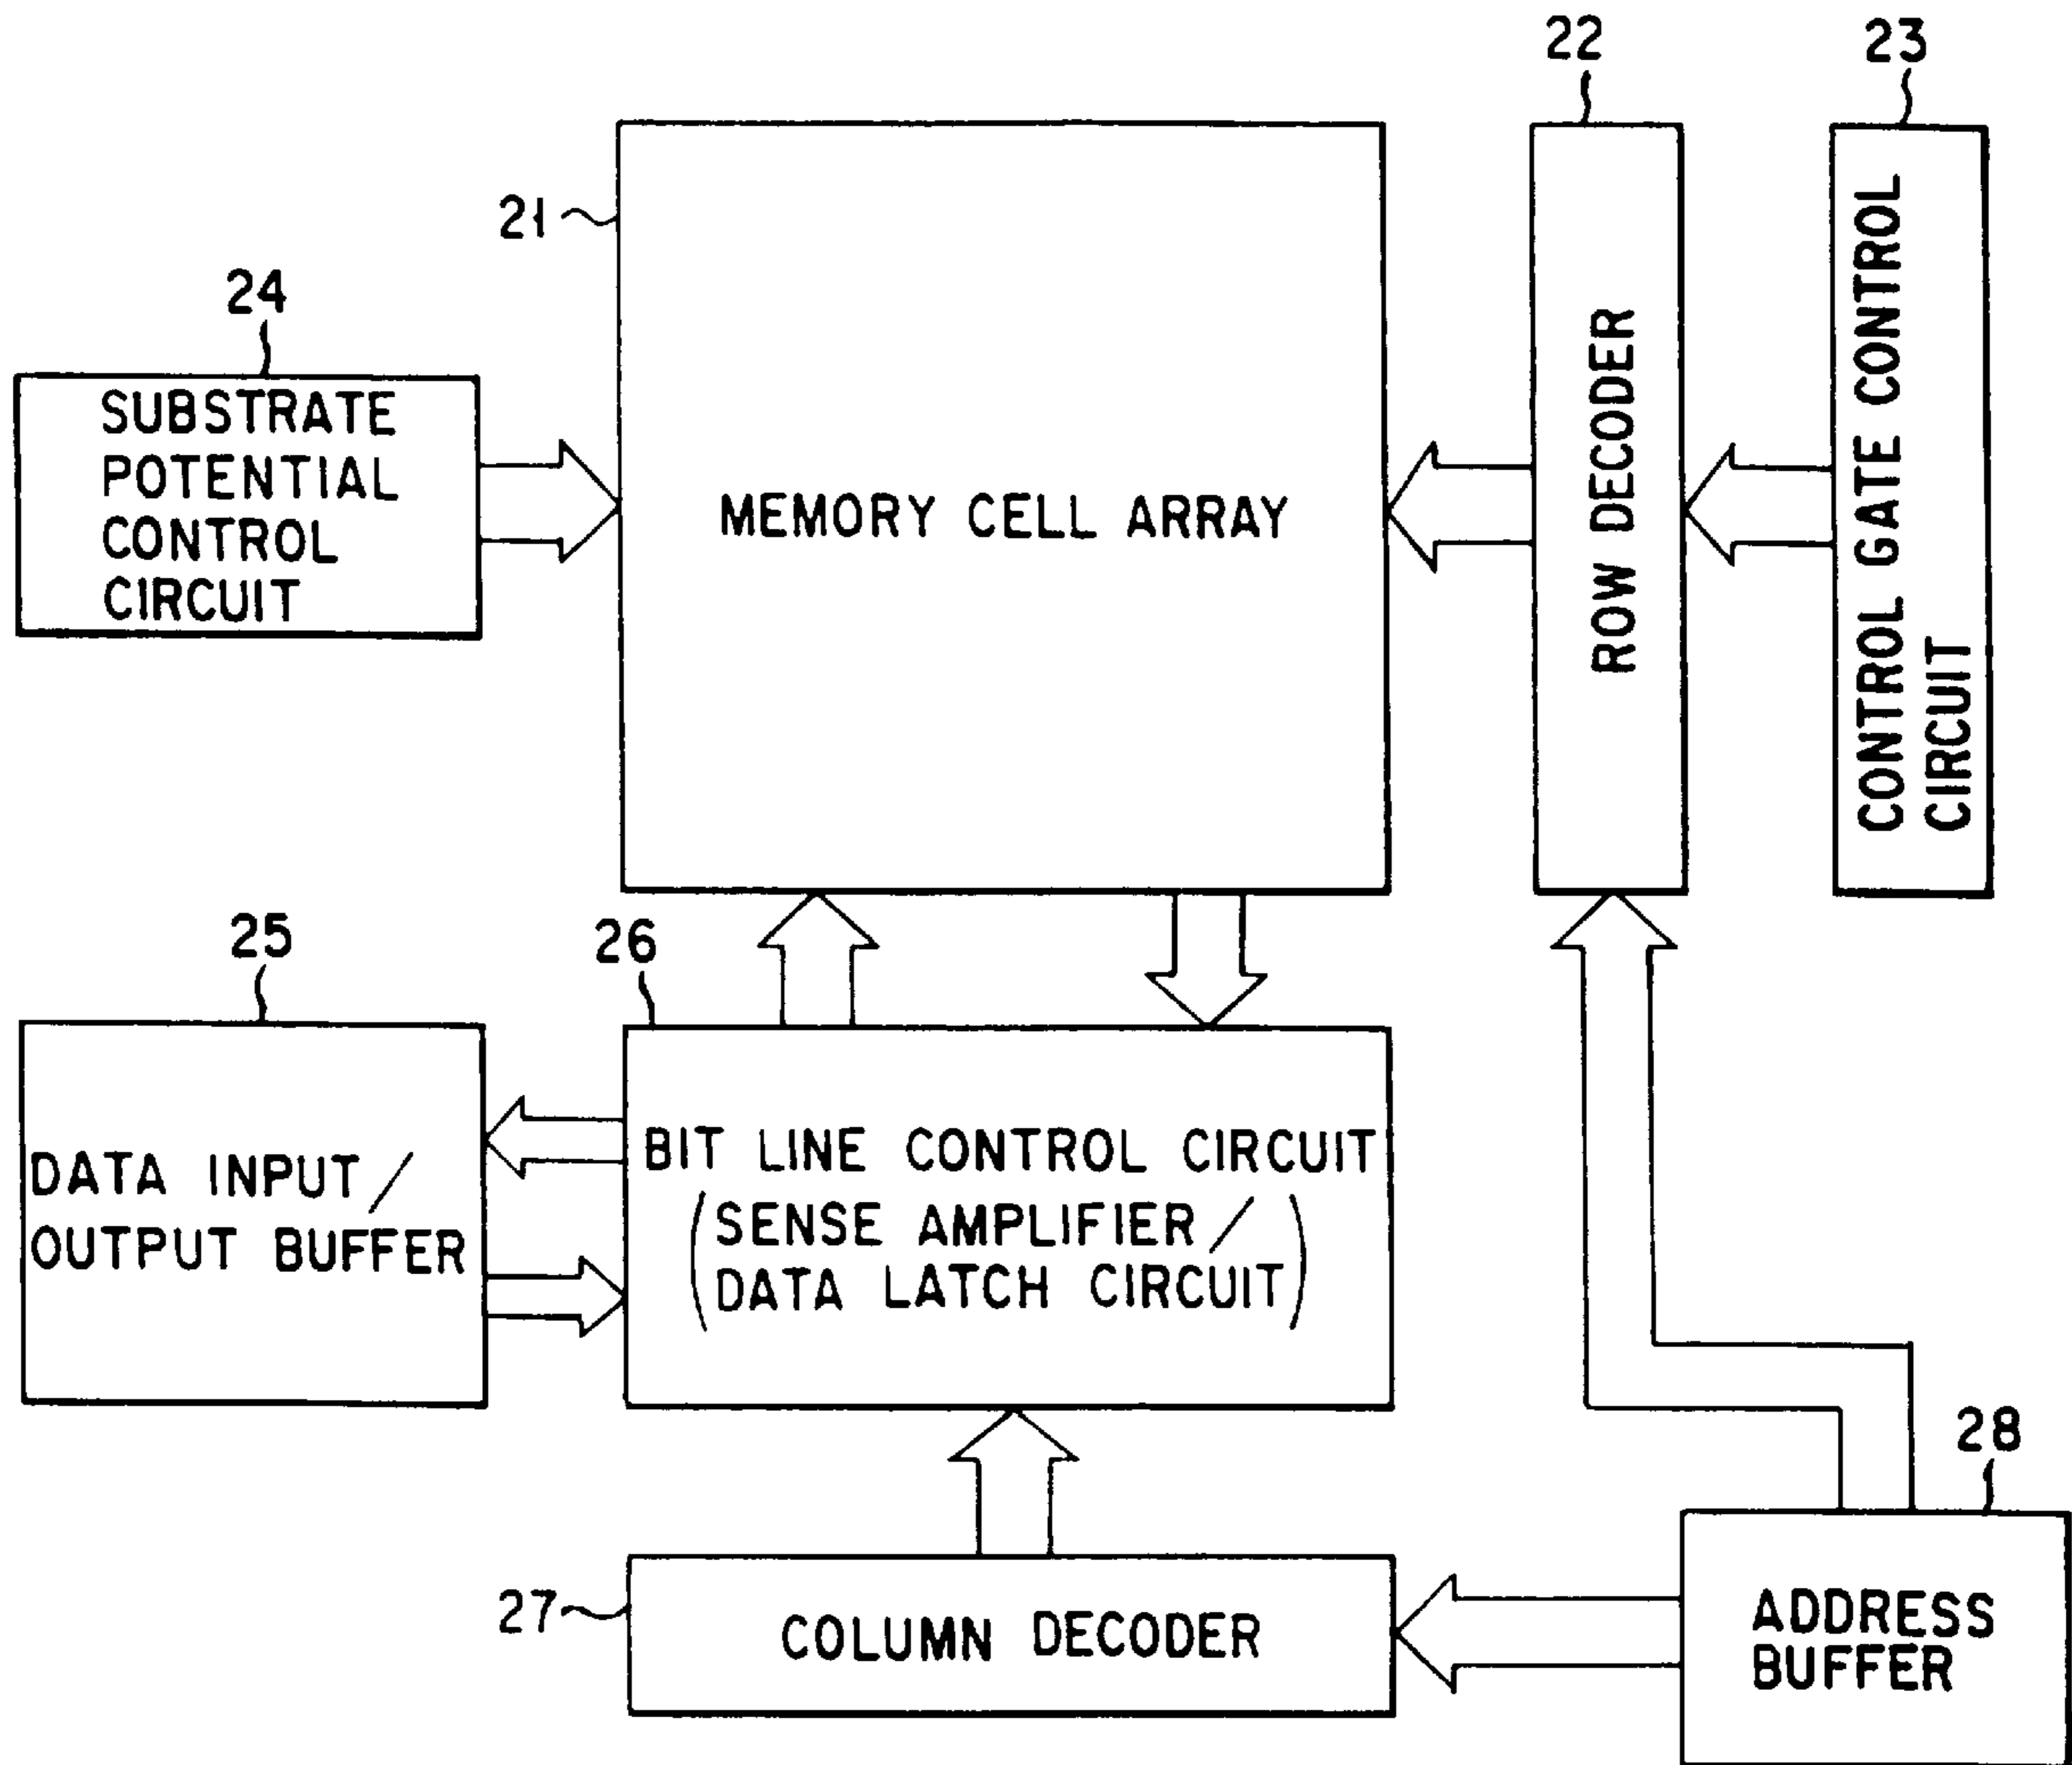 22
23
21
24
SUBSTRATE
POTENTIAL
CONTROL
CIRCUIT
MEMORY CELL ARRAY
ROW DECODER
CONTROL GATE CONTROL
CIRCUIT
25
26
DATA INPUT/
OUTPUT BUFFER
BIT LINE CONTROL CIRCUIT
(SENSE AMPLIFIER/
DATA LATCH CIRCUIT)
28
27
COLUMN DECODER
ADDRESS
BUFFER